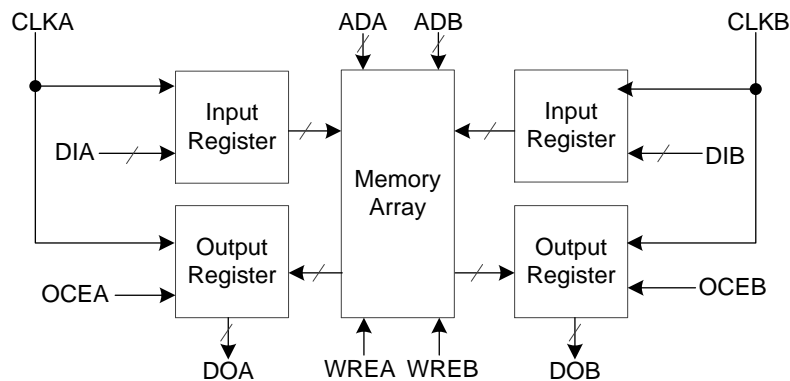 CLKA
ADA
ADB
CLKB
Input
Register
Input
Register
DIA
DIB
Memory
Array
Output
Register
Output
Register
OCEA
OCEB
DOA
WREA
WREB
DOB